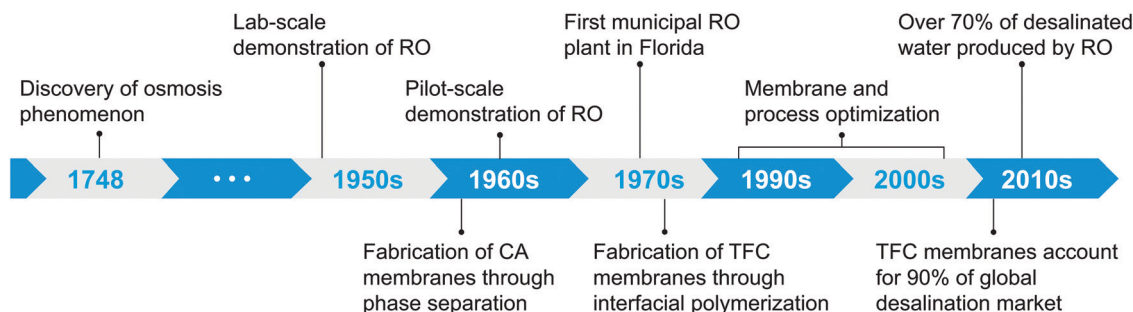 Lab-scale
demonstration of RO
First municipal RO
plant in Florida
Over 70% of desalinated
water produced by RO
Discovery of osmosis
phenomenon
Pilot-scale
demonstration of RO
Membrane and
process optimization
1748
•••
1950s
1960s
1970s
1990s
2000s
2010s
Fabrication of CA
membranes through
phase separation
Fabrication of TFC
membranes through
interfacial polymerization
TFC membranes account
for 90% of global
desalination market